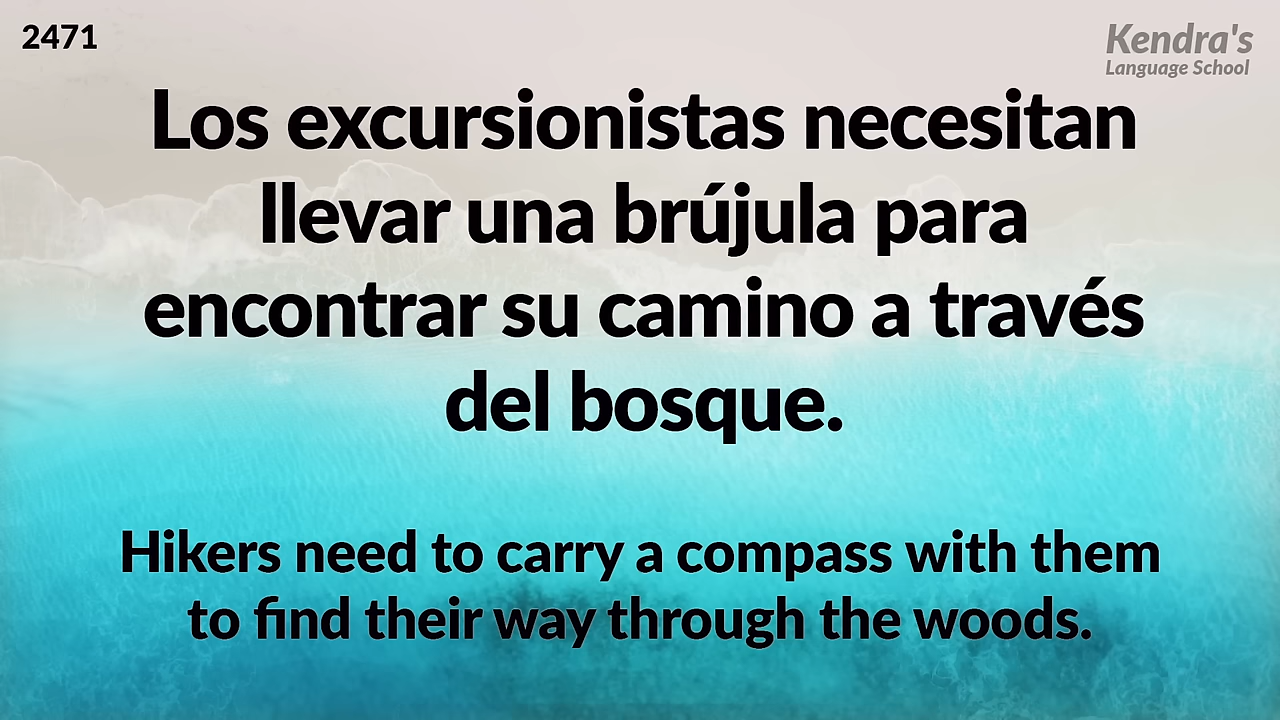 2471
Kendra's
Language School
Los excursionistas necesitan
llevar una brújula para
encontrar su camino a través
del bosque.
Hikers need to carry a compass with them
to find their way through the woods.